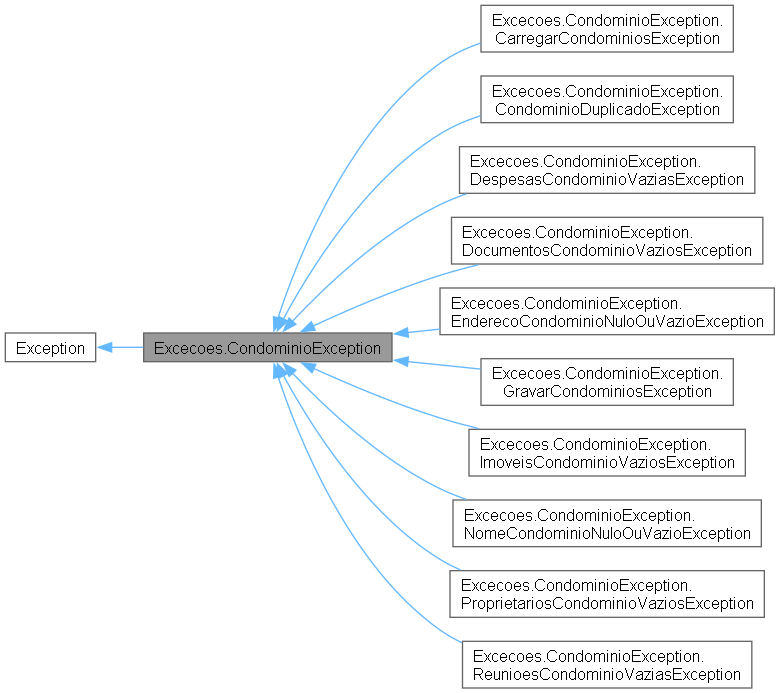 Excecoes.CondominioException.
CarregarCondominiosException
Excecoes.CondominioException.
CondominioDuplicadoException
Excecoes.CondominioException.
DespesasCondominioVaziasException
Excecoes.CondominioException.
DocumentosCondominioVaziosException
Excecoes.CondominioException.
EnderecoCondominioNuloOuVazioException
Exception
Excecoes.CondominioException
Excecoes.CondominioException.
GravarCondominiosException
Excecoes.CondominioException.
ImoveisCondominioVaziosException
Excecoes.CondominioException.
NomeCondominioNuloOuVazioException
Excecoes.CondominioException.
ProprietariosCondominioVaziosException
Excecoes.CondominioException.
ReunioesCondominioVaziasException